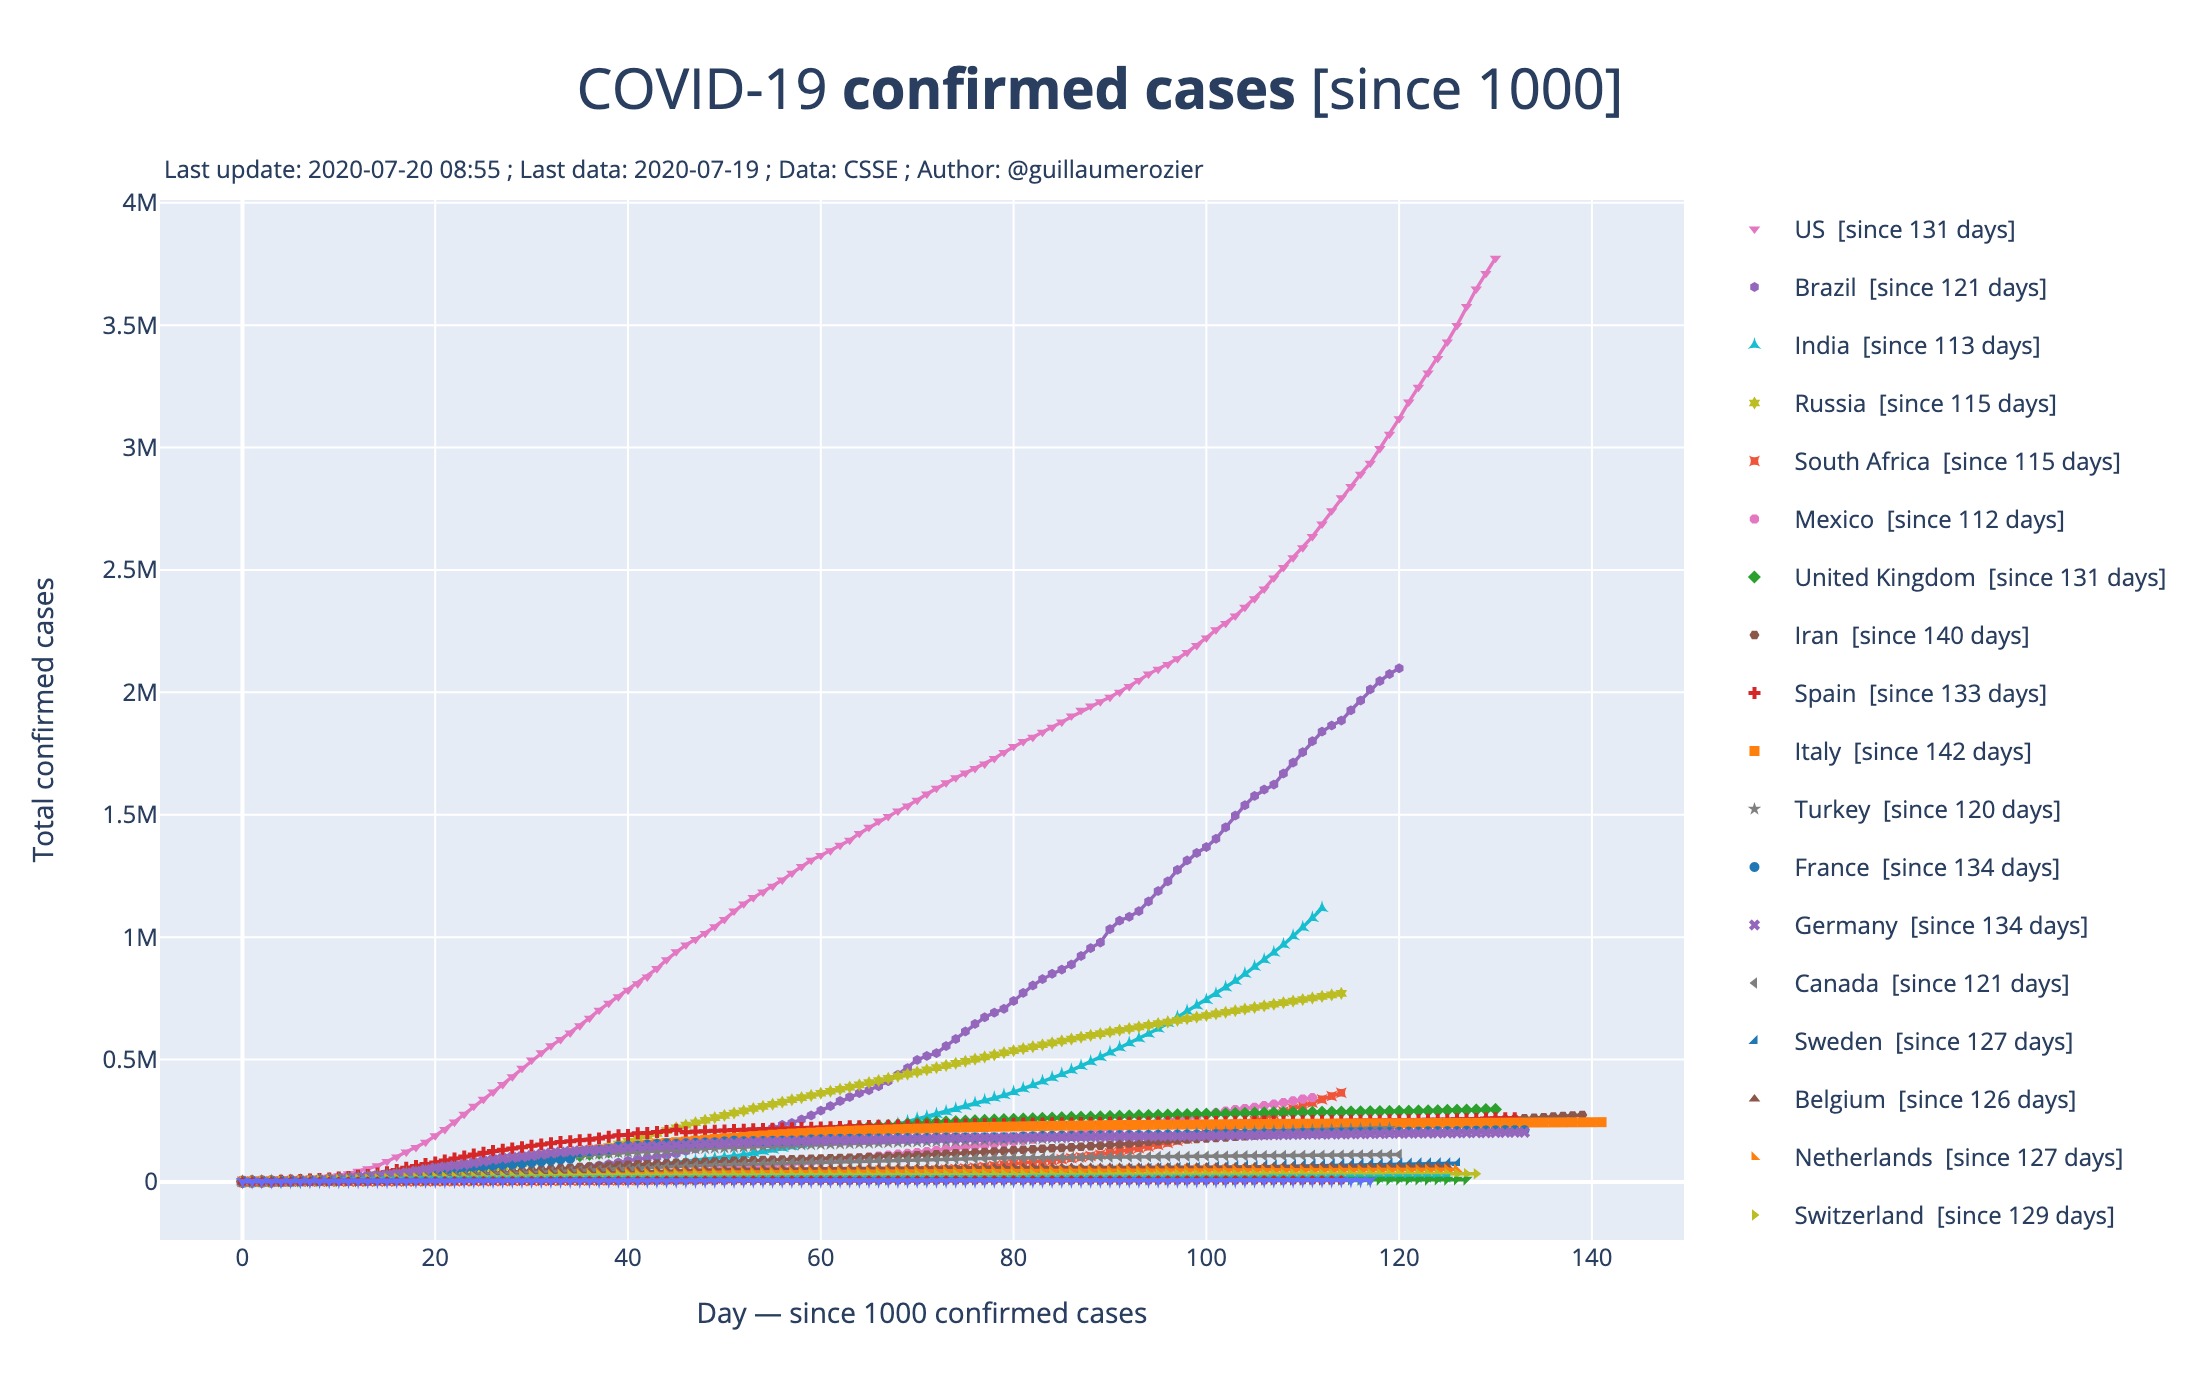 COVID-19 confirmed cases [since 1000]
Last update: 2020-07-20 08:55 ; Last data: 2020-07-19 ; Data: CSSE ; Author: @guillaumerozier
Total confirmed cases
4M
3.5M
3M
2.5M
2M
1.5M
1M
0.5M
0
0 20 40 60 80 100 120 140
Day — since 1000 confirmed cases
US [since 131 days]
Brazil [since 121 days]
India [since 113 days]
Russia [since 115 days]
South Africa [since 115 days]
Mexico [since 112 days]
United Kingdom [since 131 days]
Iran [since 140 days]
Spain [since 133 days]
Italy [since 142 days]
Turkey [since 120 days]
France [since 134 days]
Germany [since 134 days]
Canada [since 121 days]
Sweden [since 127 days]
Belgium [since 126 days]
Netherlands [since 127 days]
Switzerland [since 129 days]